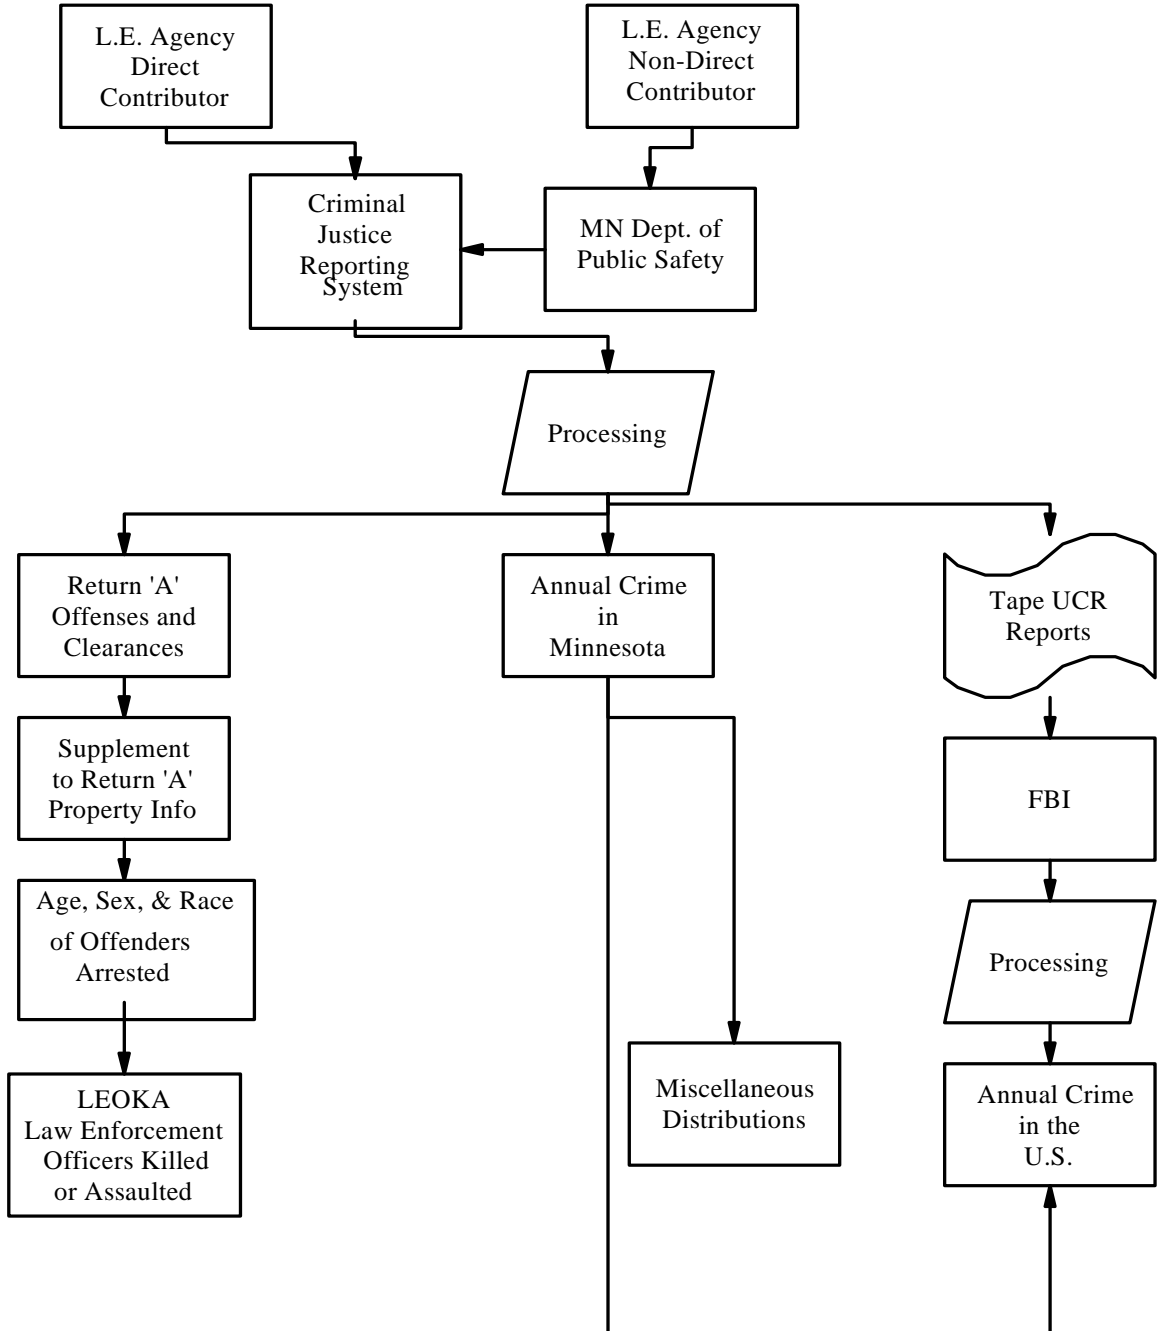 L.E. Agency
Direct
Contributor
L.E. Agency
Non-Direct
Contributor
Criminal
Justice
Reporting
System
MN Dept. of
Public Safety
Processing
Return 'A'
Offenses and
Clearances
Annual Crime
in
Minnesota
Tape UCR
Reports
Supplement
to Return 'A'
Property Info
FBI
Age, Sex, & Race
of Offenders
Arrested
Processing
LEOKA
Law Enforcement
Officers Killed
or Assaulted
Miscellaneous
Distributions
Annual Crime
in the
U.S.